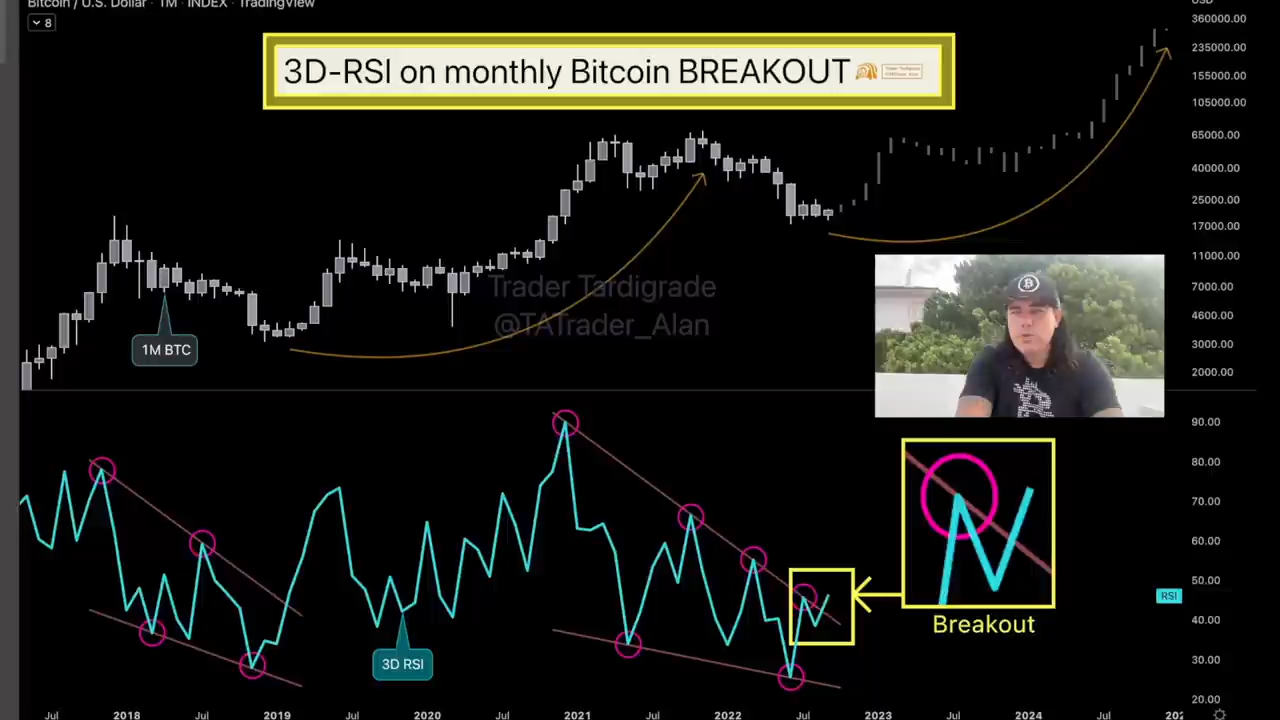 Bitcoin / U.S. Dollar · 1M · INDEX · TradingView
8
3D-RSI on monthly Bitcoin BREAKOUT
USD
360000.00
235000.00
155000.00
105000.00
65000.00
40000.00
25000.00
17000.00
11000.00
7000.00
4600.00
3000.00
2000.00
Trader Tardigrade
@TATrader_Alan
1M BTC
90.00
80.00
70.00
60.00
50.00
40.00
30.00
20.00
RSI
Breakout
3D RSI
Jul
2018
Jul
2019
Jul
2020
Jul
2021
Jul
2022
Jul
2023
Jul
2024
Jul
202